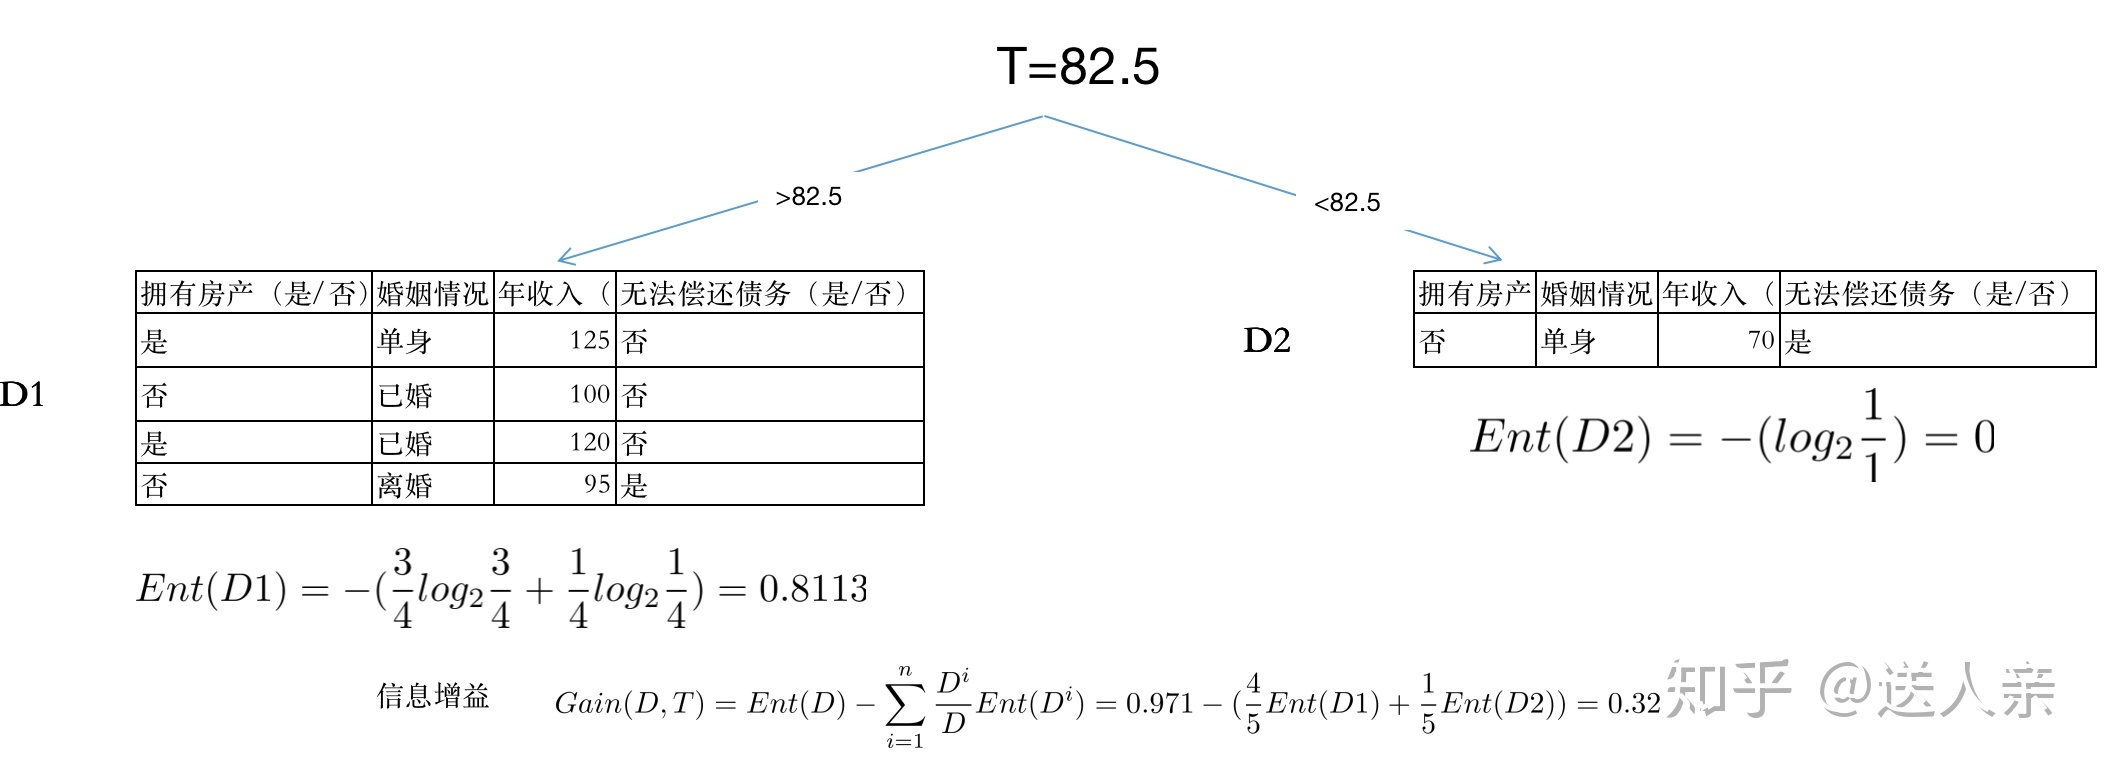 T=82.5
>82.5
<82.5
拥有房产（是/否） 婚姻情况 年收入（ 无法偿还债务（是/否）
是 单身 125 否
否 已婚 100 否
是 已婚 120 否
否 离婚 95 是
D1
拥有房产 婚姻情况 年收入（ 无法偿还债务（是/否）
否 单身 70 是
D2
Ent(D2) = −(log₂ 1/1) = 0
Ent(D1) = −(3/4 log₂ 3/4 + 1/4 log₂ 1/4) = 0.8113
信息增益 Gain(D, T) = Ent(D) − ∑_{i=1}^{n} D^i/D Ent(D^i) = 0.971 − (4/5 Ent(D1) + 1/5 Ent(D2)) = 0.32
知乎 @送人亲